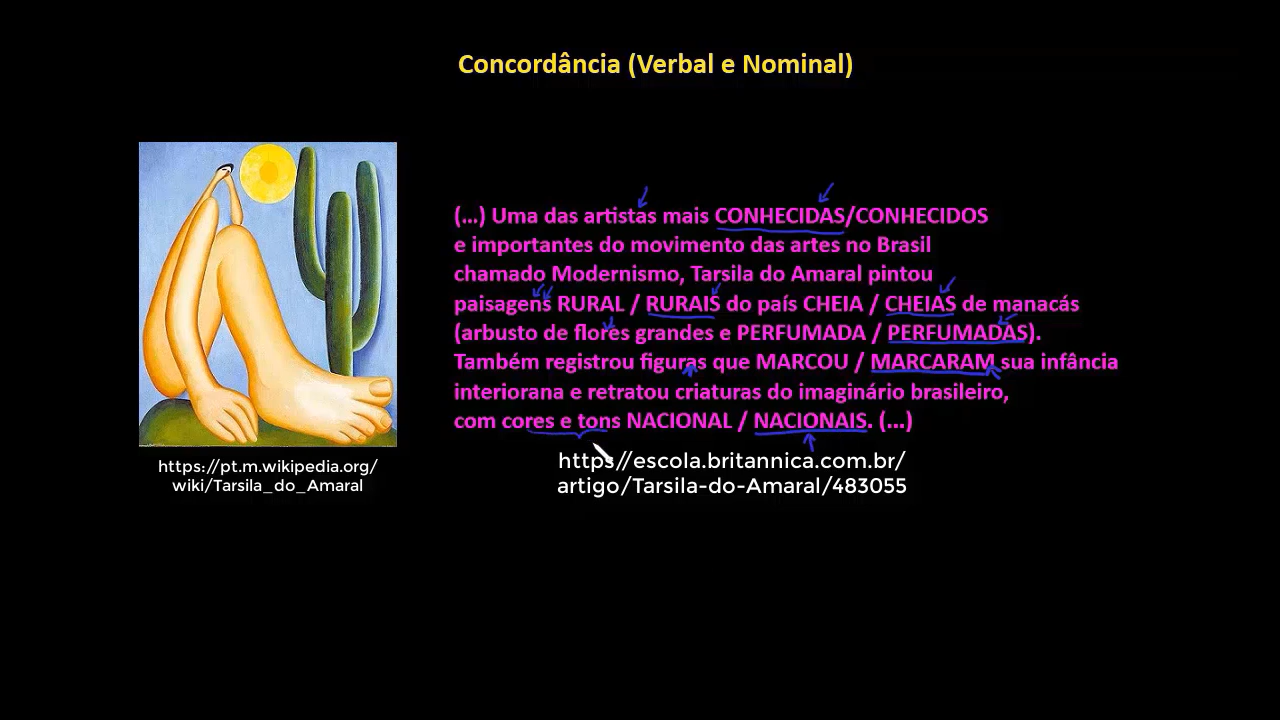 Concordância (Verbal e Nominal)
(...) Uma das artistas mais CONHECIDAS/CONHECIDOS
e importantes do movimento das artes no Brasil
chamado Modernismo, Tarsila do Amaral pintou
paisagens RURAL / RURAIS do país CHEIA / CHEIAS de manacás
(arbusto de flores grandes e PERFUMADA / PERFUMADAS).
Também registrou figuras que MARCOU / MARCARAM sua infância
interiorana e retratou criaturas do imaginário brasileiro,
com cores e tons NACIONAL / NACIONAIS. (...)
https://pt.m.wikipedia.org/
wiki/Tarsila_do_Amaral
https//escola.britannica.com.br/
artigo/Tarsila-do-Amaral/483055